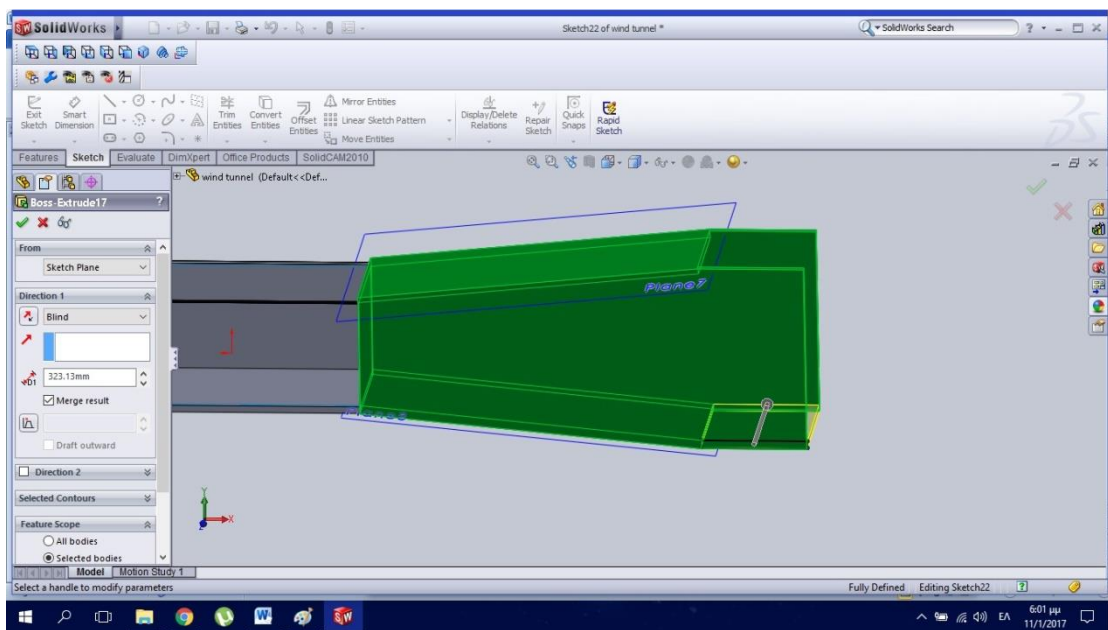 SolidWorks
Sketch22 of wind tunnel *
SolidWorks Search
Exit Sketch
Smart Dimension
Trim Entities
Convert Entities
Offset Entities
Mirror Entities
Linear Sketch Pattern
Move Entities
Display/Delete Relations
Repair Sketch
Quick Snaps
Rapid Sketch
Features Sketch Evaluate DimXpert Office Products SolidCAM2010
wind tunnel (Default<<Def...
Boss-Extrude17 ?
From
Sketch Plane
Direction 1
Blind
D1 323.13mm
Merge result
Draft outward
Direction 2
Selected Contours
Feature Scope
All bodies
Selected bodies
Plane7
Y
X
Z
Model Motion Study 1
Select a handle to modify parameters
Fully Defined Editing Sketch22
ΕΛ
6:01 μμ
11/1/2017